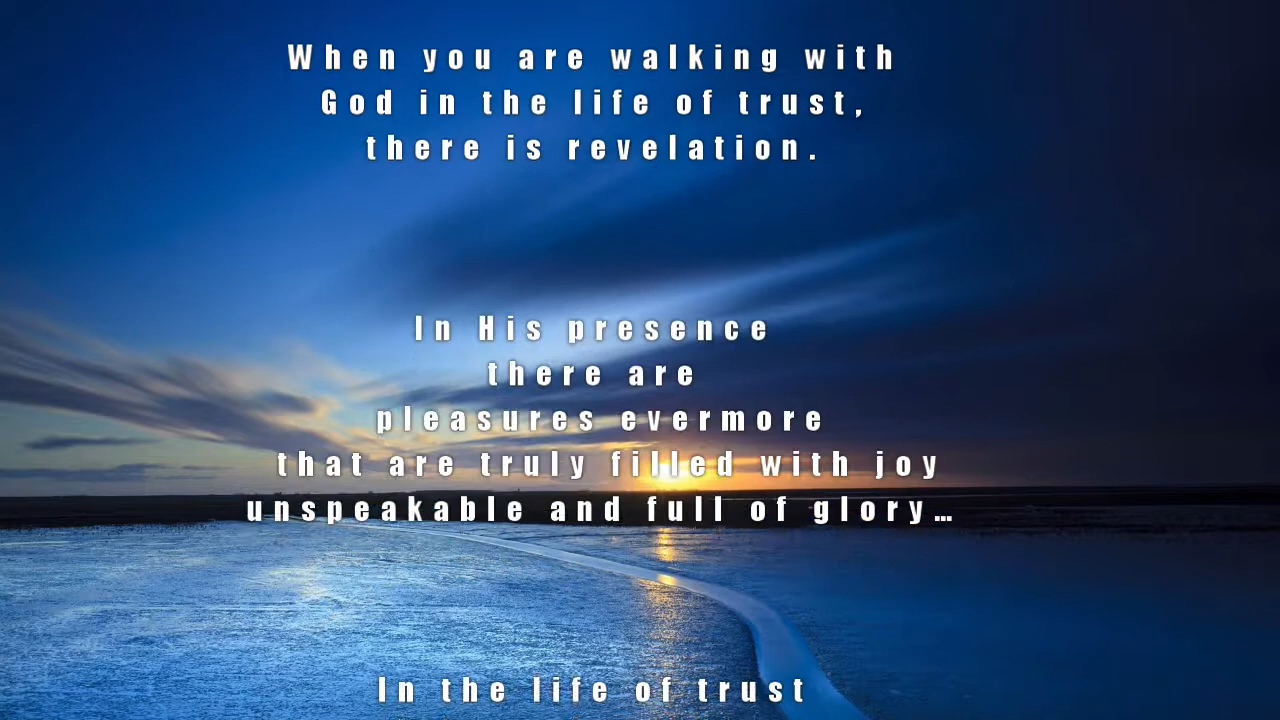 When you are walking with
God in the life of trust,
there is revelation.
In His presence
there are
pleasures evermore
that are truly filled with joy
unspeakable and full of glory…
In the life of trust